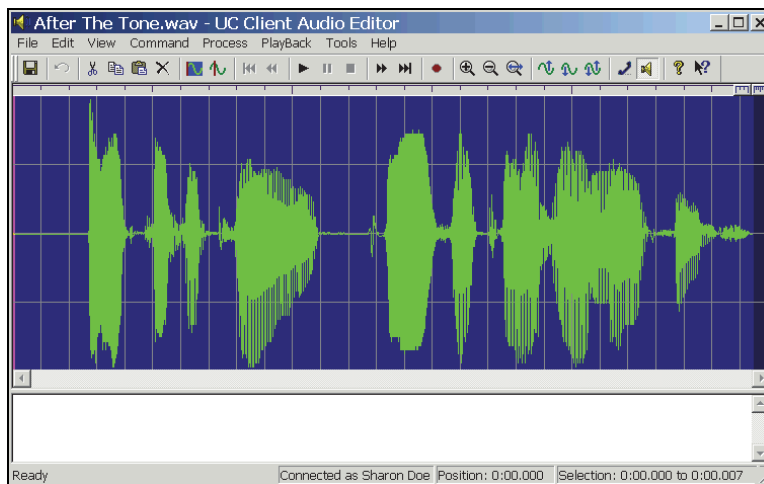 After The Tone.wav - UC Client Audio Editor
File Edit View Command Process PlayBack Tools Help
Ready Connected as Sharon Doe Position: 0:00.000 Selection: 0:00.000 to 0:00.007